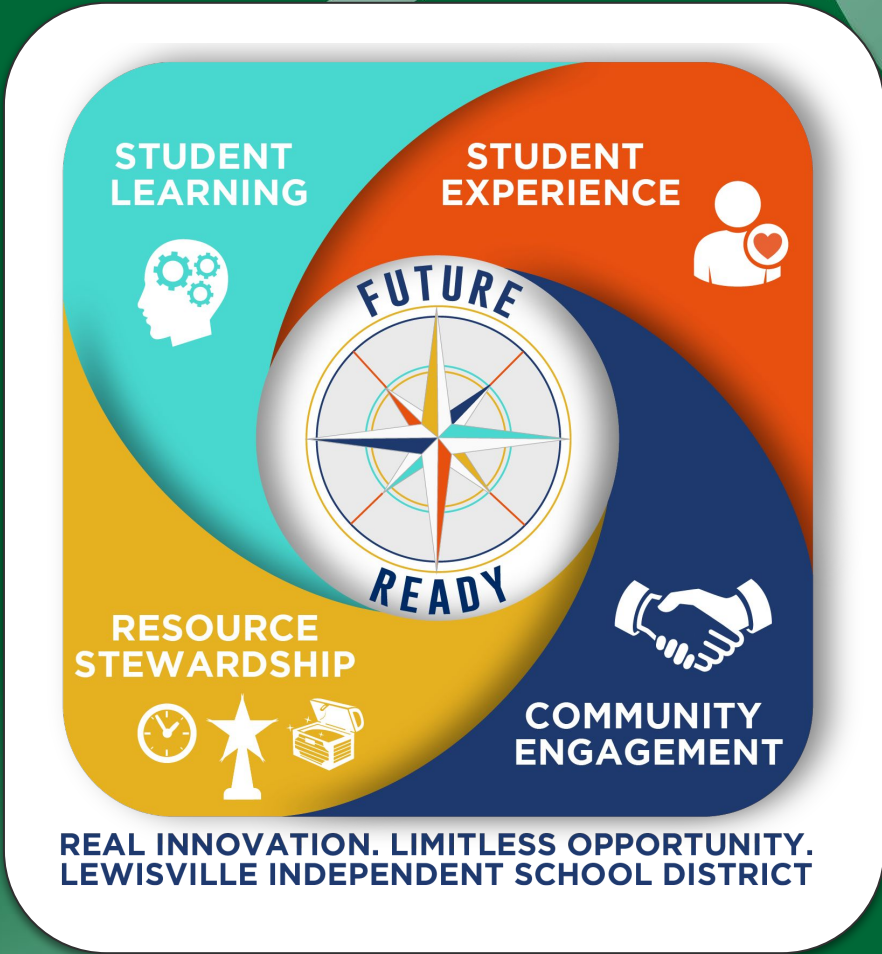 STUDENT
LEARNING
STUDENT
EXPERIENCE
FUTURE
READY
RESOURCE
STEWARDSHIP
COMMUNITY
ENGAGEMENT
REAL INNOVATION. LIMITLESS OPPORTUNITY.
LEWISVILLE INDEPENDENT SCHOOL DISTRICT